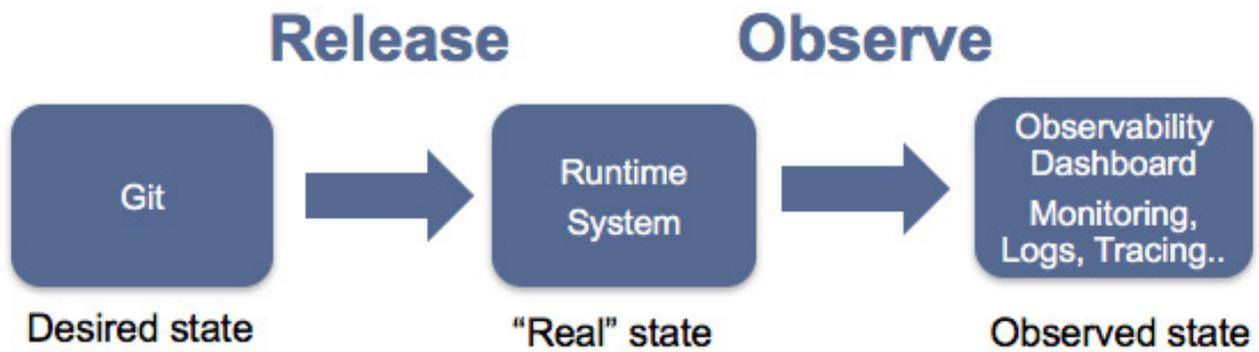 Release
Observe
Git
Runtime
System
Observability
Dashboard
Monitoring,
Logs, Tracing..
Desired state
“Real” state
Observed state